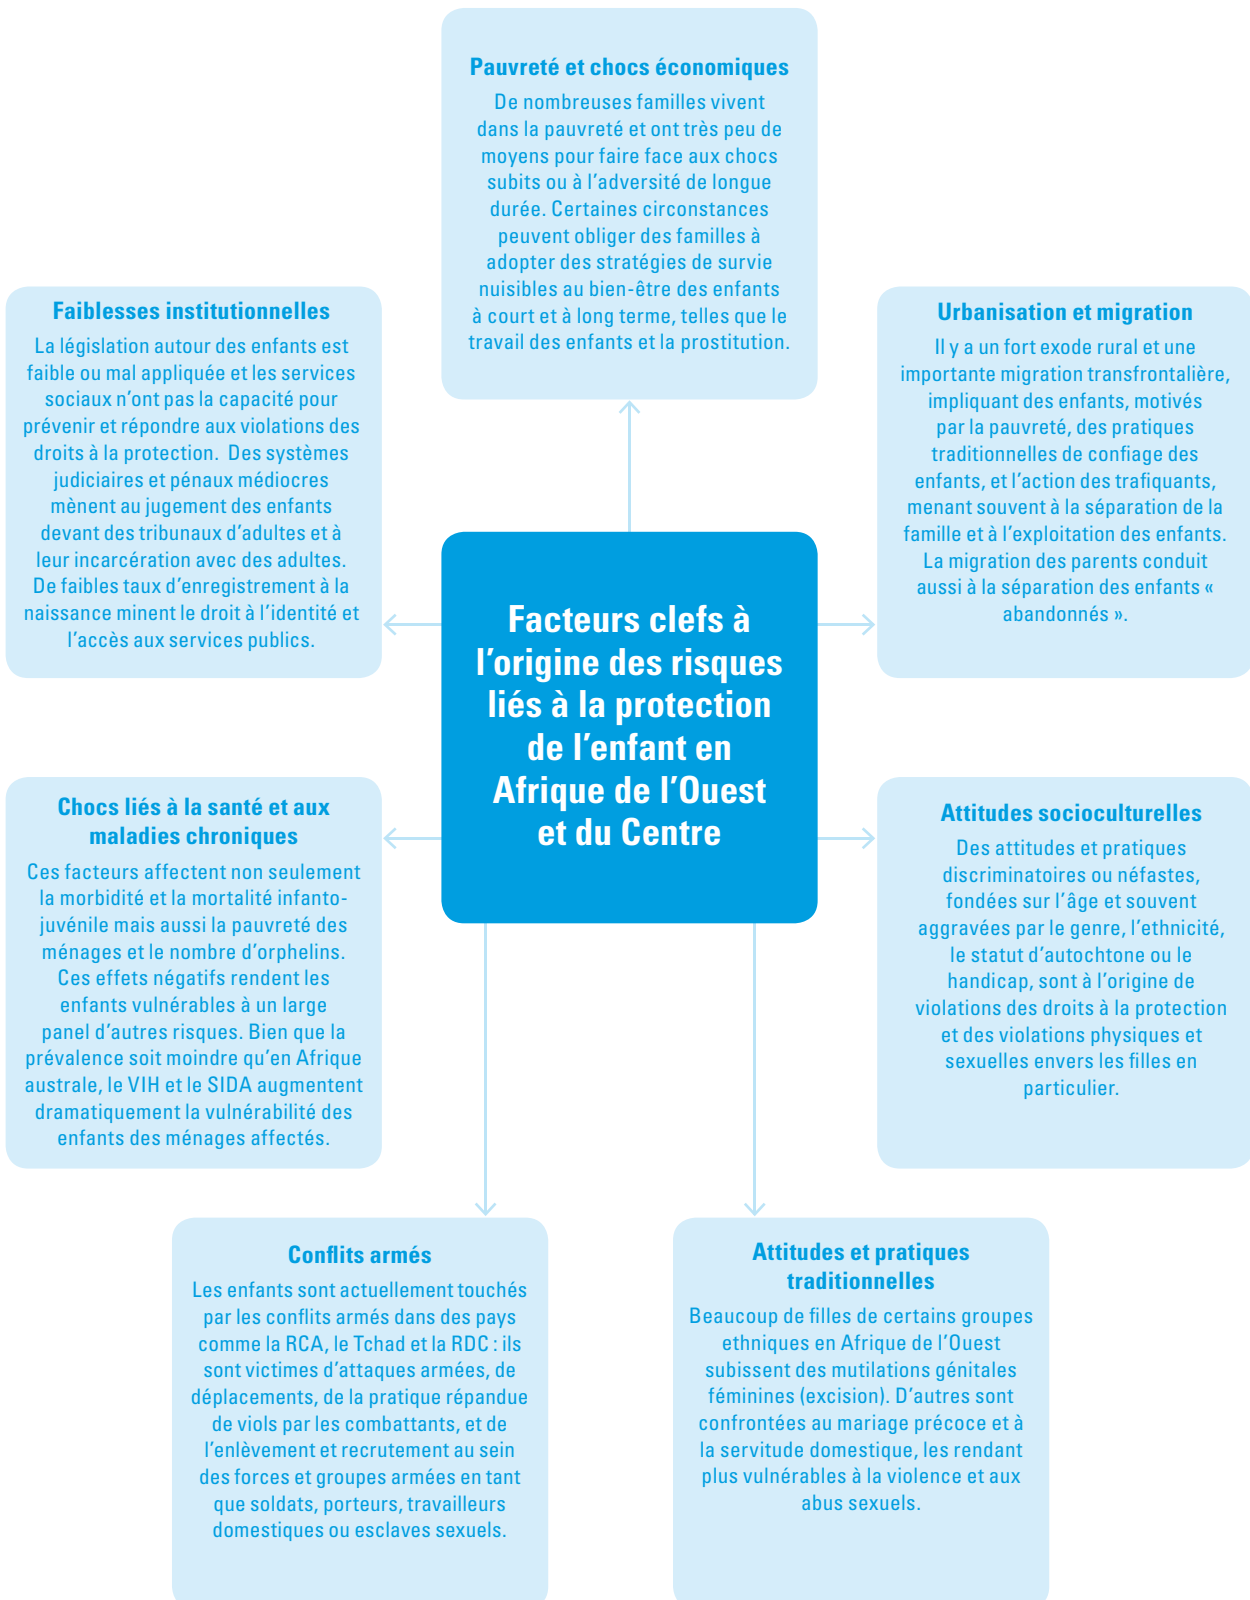 Pauvreté et chocs économiques
De nombreuses familles vivent
dans la pauvreté et ont très peu de
moyens pour faire face aux chocs
subits ou à l’adversité de longue
durée. Certaines circonstances
peuvent obliger des familles à
adopter des stratégies de survie
nuisibles au bien-être des enfants
à court et à long terme, telles que le
travail des enfants et la prostitution.
Faiblesses institutionnelles
La législation autour des enfants est
faible ou mal appliquée et les services
sociaux n’ont pas la capacité pour
prévenir et répondre aux violations des
droits à la protection. Des systèmes
judiciaires et pénaux médiocres
mènent au jugement des enfants
devant des tribunaux d’adultes et à
leur incarcération avec des adultes.
De faibles taux d’enregistrement à la
naissance minent le droit à l’identité et
l’accès aux services publics.
Urbanisation et migration
Il y a un fort exode rural et une
importante migration transfrontalière,
impliquant des enfants, motivés
par la pauvreté, des pratiques
traditionnelles de confiage des
enfants, et l’action des trafiquants,
menant souvent à la séparation de la
famille et à l’exploitation des enfants.
La migration des parents conduit
aussi à la séparation des enfants «
abandonnés ».
Facteurs clefs à
l’origine des risques
liés à la protection
de l’enfant en
Afrique de l’Ouest
et du Centre
Chocs liés à la santé et aux
maladies chroniques
Ces facteurs affectent non seulement
la morbidité et la mortalité infanto-
juvénile mais aussi la pauvreté des
ménages et le nombre d’orphelins.
Ces effets négatifs rendent les
enfants vulnérables à un large
panel d’autres risques. Bien que la
prévalence soit moindre qu’en Afrique
australe, le VIH et le SIDA augmentent
dramatiquement la vulnérabilité des
enfants des ménages affectés.
Attitudes socioculturelles
Des attitudes et pratiques
discriminatoires ou néfastes,
fondées sur l’âge et souvent
aggravées par le genre, l’ethnicité,
le statut d’autochtone ou le
handicap, sont à l’origine de
violations des droits à la protection
et des violations physiques et
sexuelles envers les filles en
particulier.
Conflits armés
Les enfants sont actuellement touchés
par les conflits armés dans des pays
comme la RCA, le Tchad et la RDC : ils
sont victimes d’attaques armées, de
déplacements, de la pratique répandue
de viols par les combattants, et de
l’enlèvement et recrutement au sein
des forces et groupes armées en tant
que soldats, porteurs, travailleurs
domestiques ou esclaves sexuels.
Attitudes et pratiques
traditionnelles
Beaucoup de filles de certains groupes
ethniques en Afrique de l’Ouest
subissent des mutilations génitales
féminines (excision). D’autres sont
confrontées au mariage précoce et à
la servitude domestique, les rendant
plus vulnérables à la violence et aux
abus sexuels.